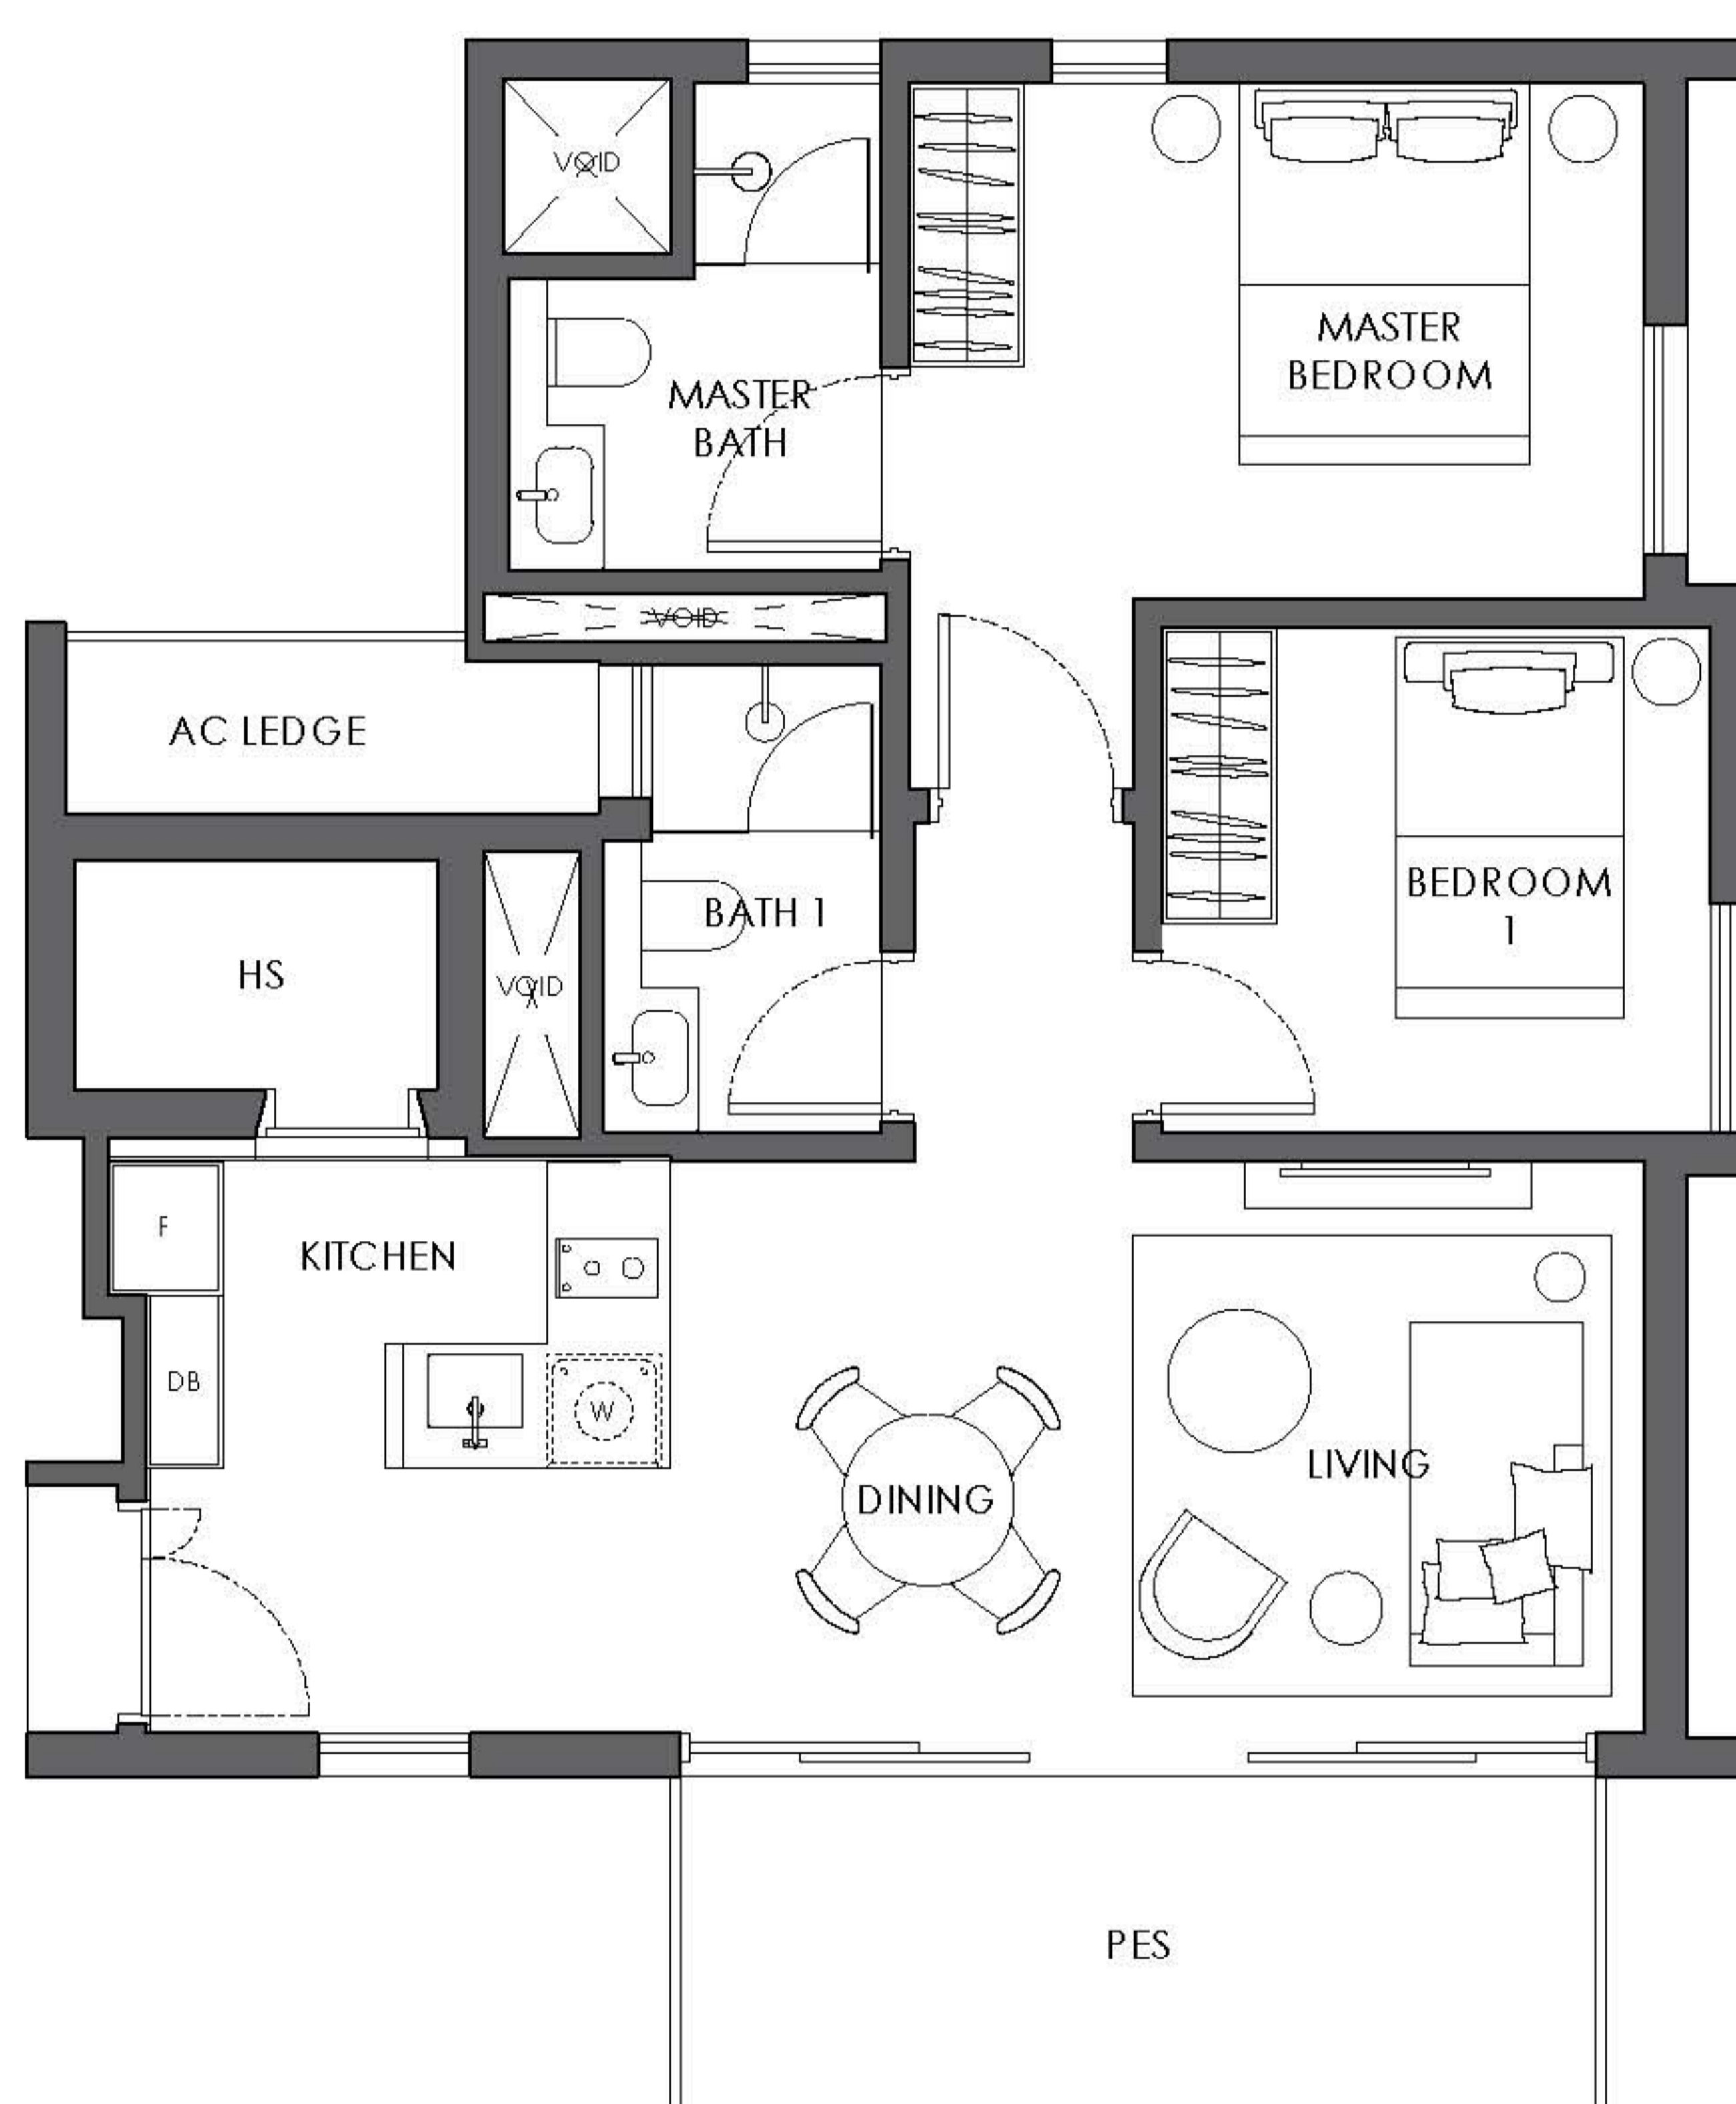 VOID
MASTER
BEDROOM
MASTER
BATH
VOID
AC LEDGE
BEDROOM
1
BATH 1
HS
VOID
F
KITCHEN
DB
W
LIVING
DINING
PES